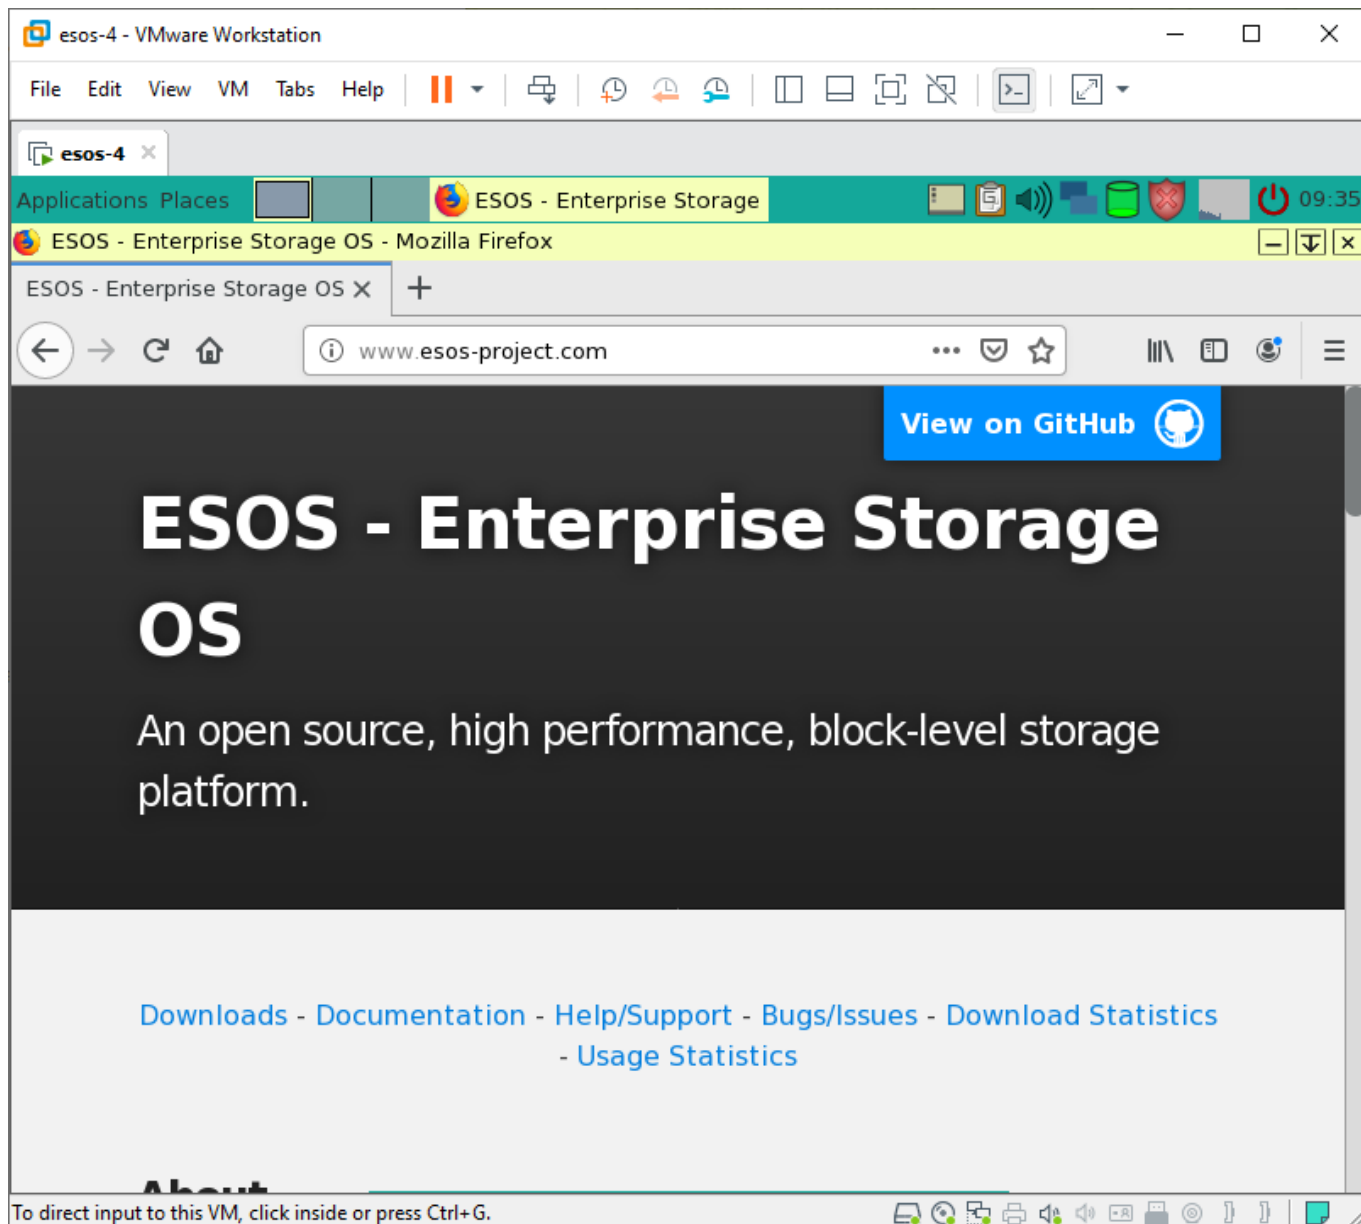 esos-4 - VMware Workstation
File Edit View VM Tabs Help
esos-4
Applications Places ESOS - Enterprise Storage 09:35
ESOS - Enterprise Storage OS - Mozilla Firefox
ESOS - Enterprise Storage OS
www.esos-project.com
View on GitHub
ESOS - Enterprise Storage
OS
An open source, high performance, block-level storage
platform.
Downloads - Documentation - Help/Support - Bugs/Issues - Download Statistics
- Usage Statistics
About
To direct input to this VM, click inside or press Ctrl+G.